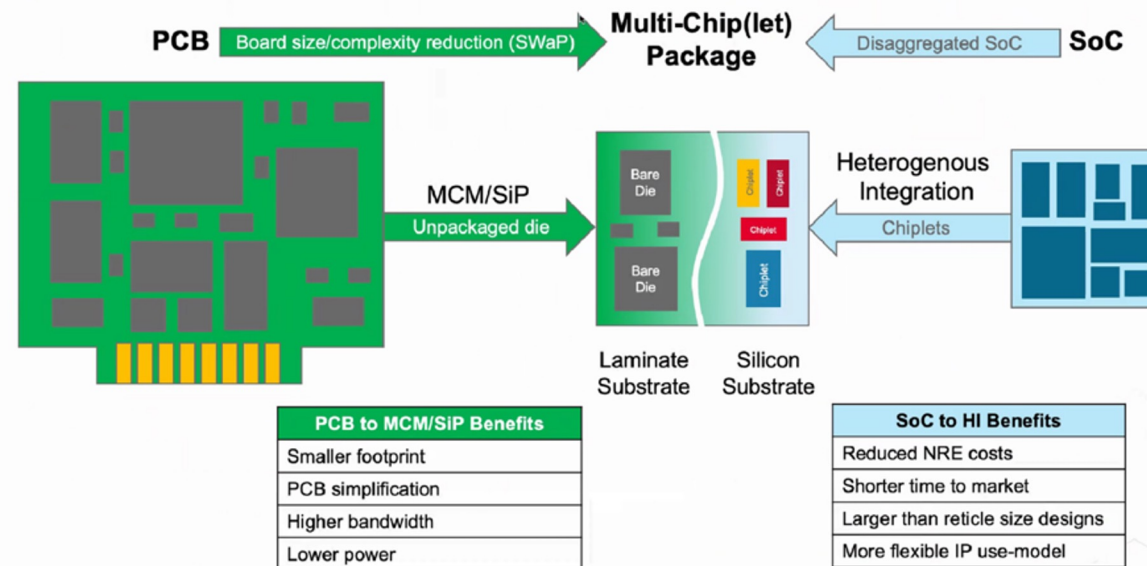 PCB
Board size/complexity reduction (SWaP)
Multi-Chip(let)
Package
Disaggregated SoC
SoC
MCM/SiP
Unpackaged die
Bare
Die
Bare
Die
Chiplet
Chiplet
Chiplet
Chiplet
Heterogenous
Integration
Chiplets
Laminate
Substrate
Silicon
Substrate
PCB to MCM/SiP Benefits
Smaller footprint
PCB simplification
Higher bandwidth
Lower power
SoC to HI Benefits
Reduced NRE costs
Shorter time to market
Larger than reticle size designs
More flexible IP use-model